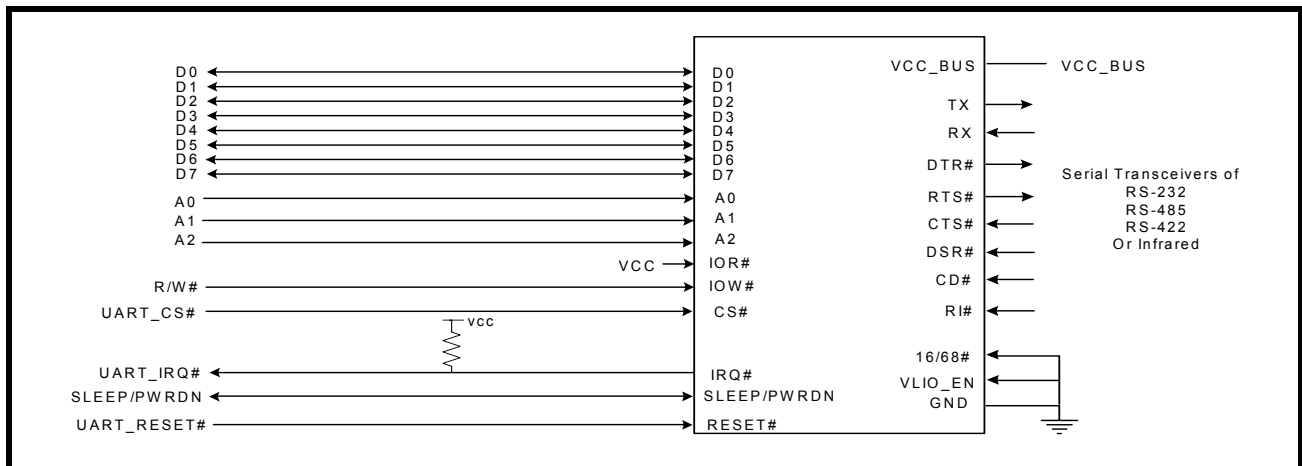 D0
D1
D2
D3
D4
D5
D6
D7
A0
A1
A2
VCC
R/W#
UART_CS#
vcc
UART_IRQ#
SLEEP/PWRDN
UART_RESET#
D0
D1
D2
D3
D4
D5
D6
D7
A0
A1
A2
IOR#
IOW#
CS#
IRQ#
SLEEP/PWRDN
RESET#
VCC_BUS
TX
RX
DTR#
RTS#
CTS#
DSR#
CD#
RI#
16/68#
VLIO_EN
GND
VCC_BUS
Serial Transceivers of
RS-232
RS-485
RS-422
Or Infrared